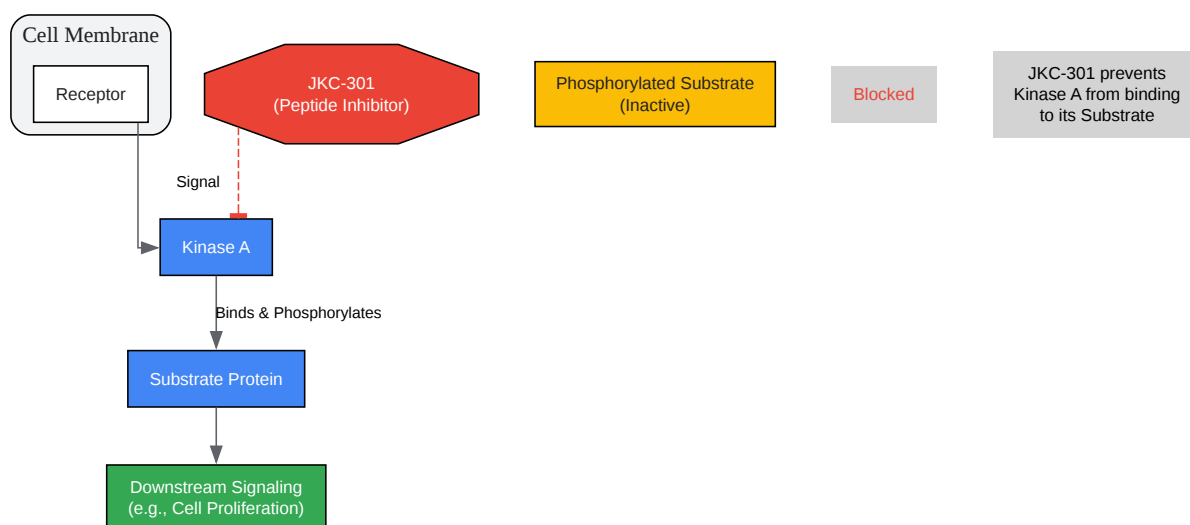 Cell Membrane
Receptor
JKC-301
(Peptide Inhibitor)
Phosphorylated Substrate
(Inactive)
Blocked
JKC-301 prevents
Kinase A from binding
to its Substrate
Signal
Kinase A
Binds & Phosphorylates
Substrate Protein
Downstream Signaling
(e.g., Cell Proliferation)